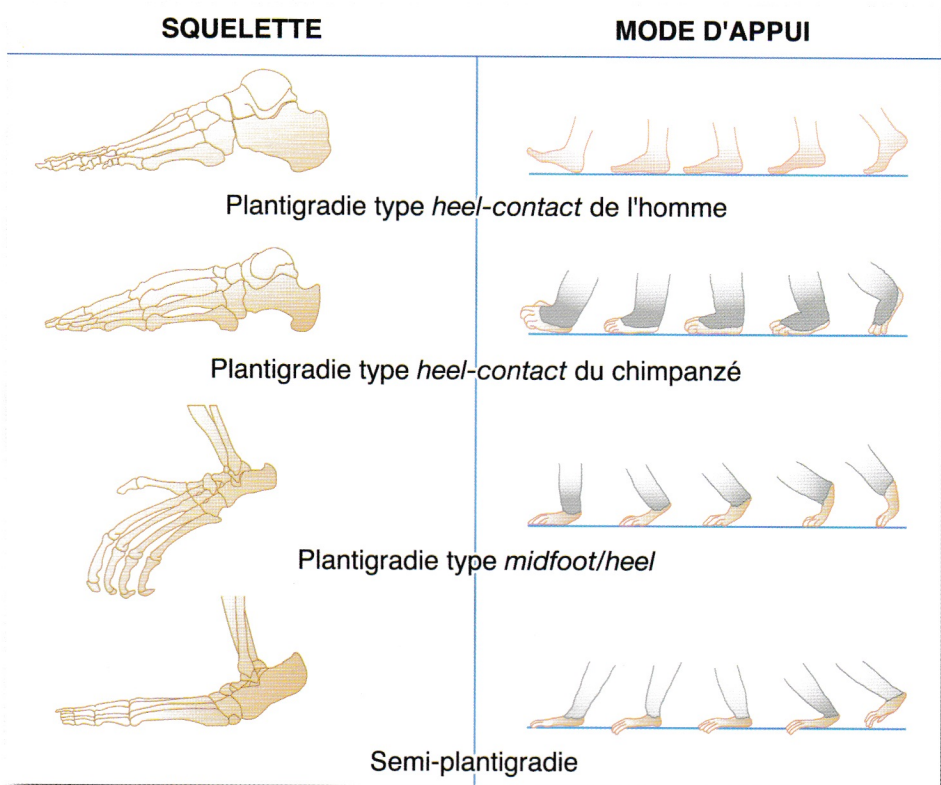 SQUELETTE
MODE D'APPUI
Plantigradie type heel-contact de l'homme
Plantigradie type heel-contact du chimpanzé
Plantigradie type midfoot/heel
Semi-plantigradie